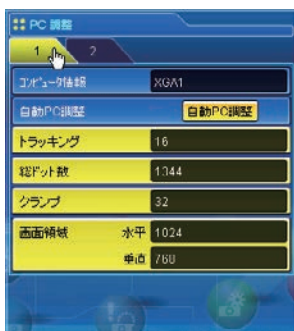 PC 調整
1 2
コンピュータ情報 XGA1
自動PC調整 自動PC調整
トラッキング 16
総ドット数 1344
クランプ 32
画面領域 水平 1024
垂直 768